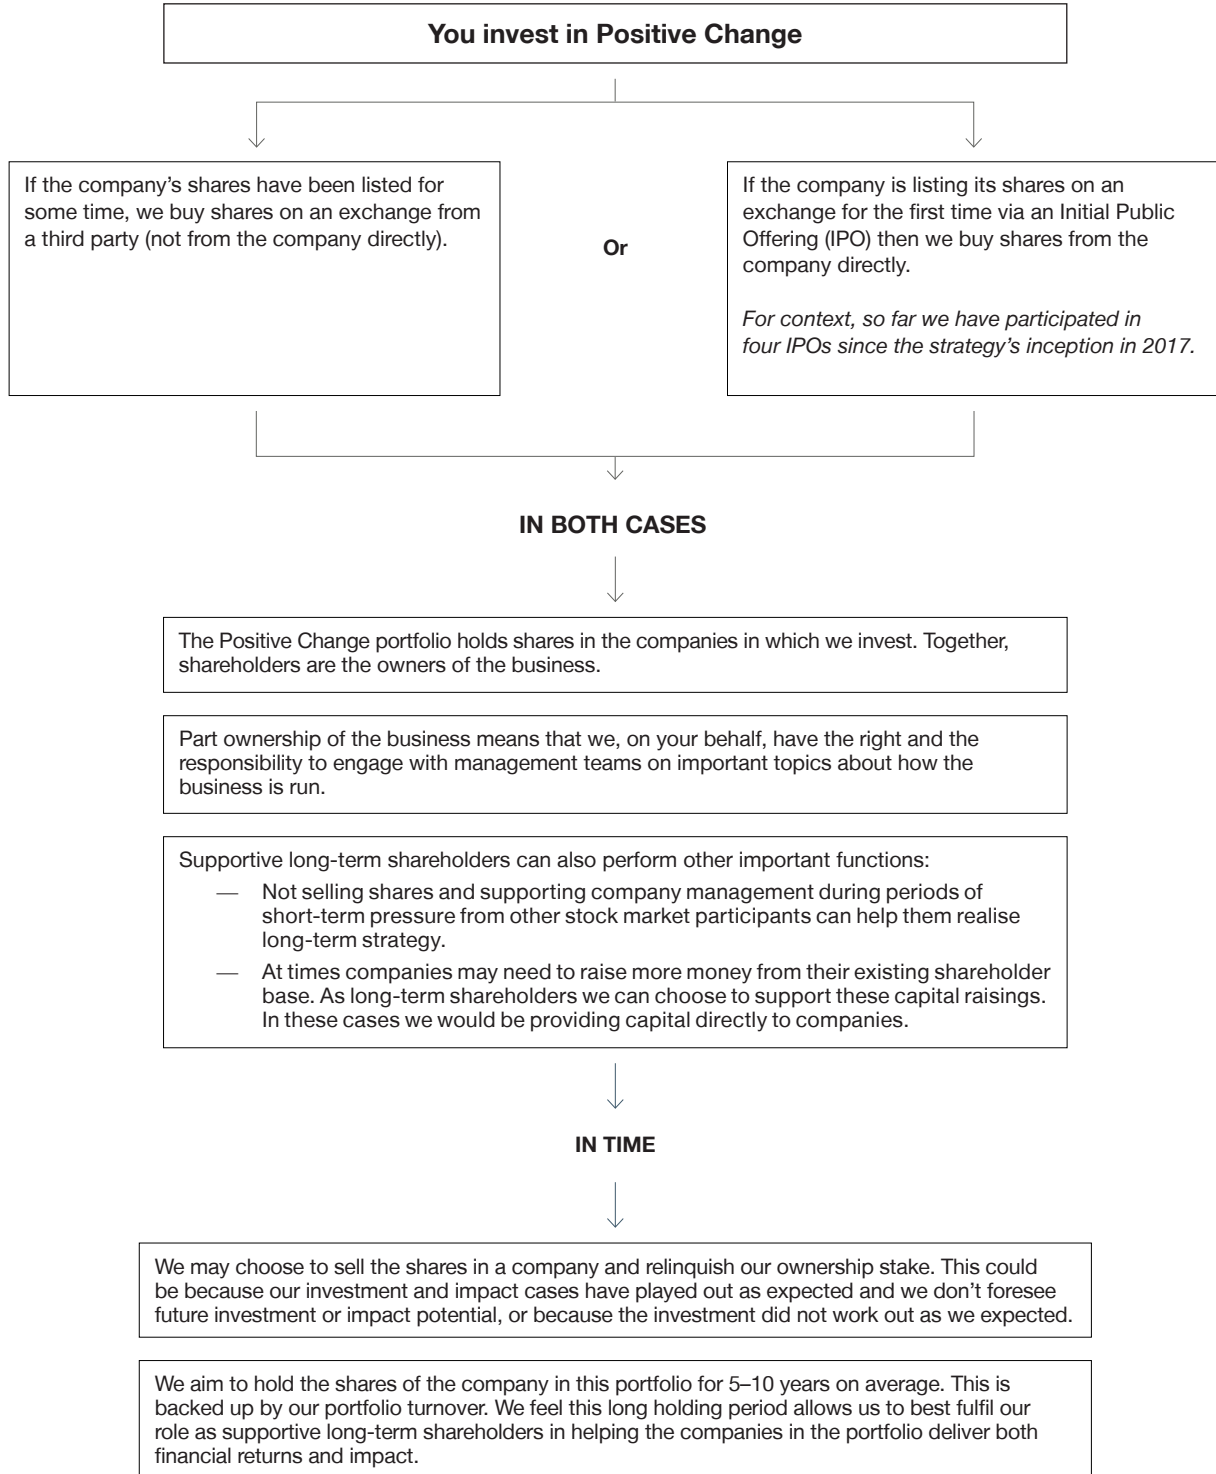 You invest in Positive Change
If the company’s shares have been listed for
some time, we buy shares on an exchange from
a third party (not from the company directly).
Or
If the company is listing its shares on an
exchange for the first time via an Initial Public
Offering (IPO) then we buy shares from the
company directly.
For context, so far we have participated in
four IPOs since the strategy’s inception in 2017.
IN BOTH CASES
The Positive Change portfolio holds shares in the companies in which we invest. Together,
shareholders are the owners of the business.
Part ownership of the business means that we, on your behalf, have the right and the
responsibility to engage with management teams on important topics about how the
business is run.
Supportive long-term shareholders can also perform other important functions:
— Not selling shares and supporting company management during periods of
short-term pressure from other stock market participants can help them realise
long-term strategy.
— At times companies may need to raise more money from their existing shareholder
base. As long-term shareholders we can choose to support these capital raisings.
In these cases we would be providing capital directly to companies.
IN TIME
We may choose to sell the shares in a company and relinquish our ownership stake. This could
be because our investment and impact cases have played out as expected and we don’t foresee
future investment or impact potential, or because the investment did not work out as we expected.
We aim to hold the shares of the company in this portfolio for 5–10 years on average. This is
backed up by our portfolio turnover. We feel this long holding period allows us to best fulfil our
role as supportive long-term shareholders in helping the companies in the portfolio deliver both
financial returns and impact.